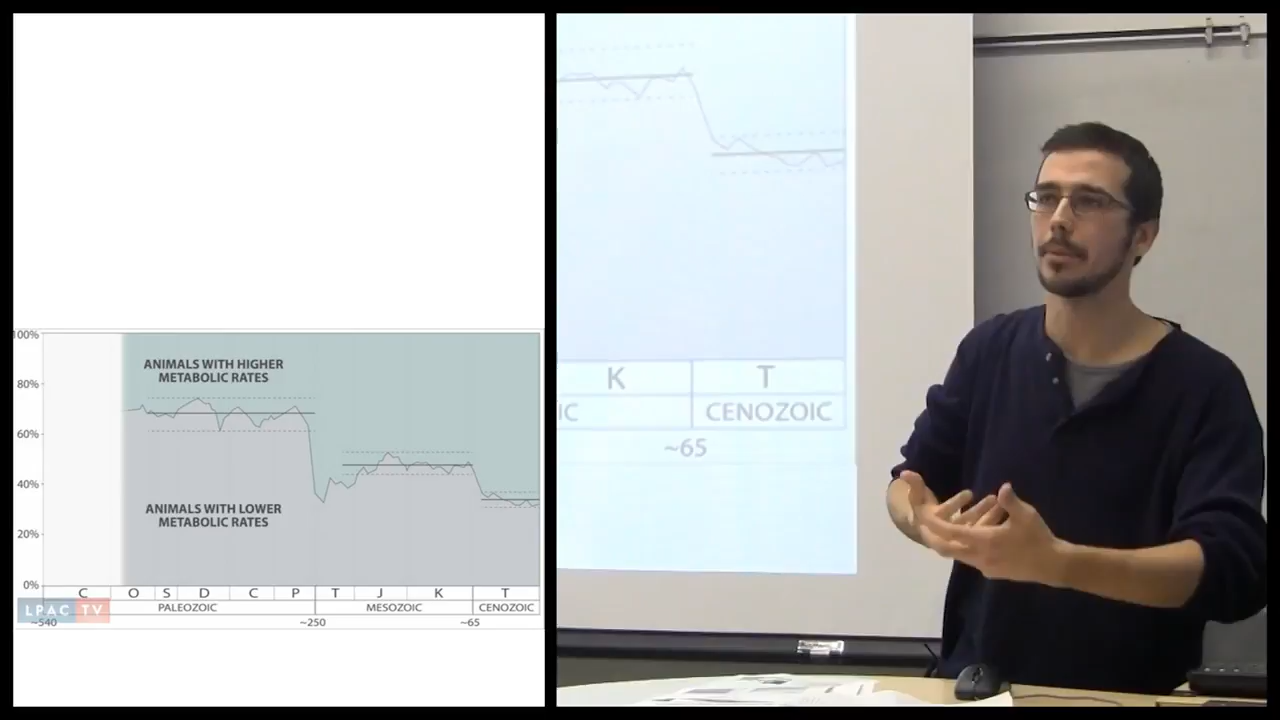 100%
80%
60%
40%
20%
0%
ANIMALS WITH HIGHER
METABOLIC RATES
ANIMALS WITH LOWER
METABOLIC RATES
C O S D C P T J K T
PALEOZOIC MESOZOIC CENOZOIC
LPAC TV
~540 ~250 ~65
K T
IC CENOZOIC
~65